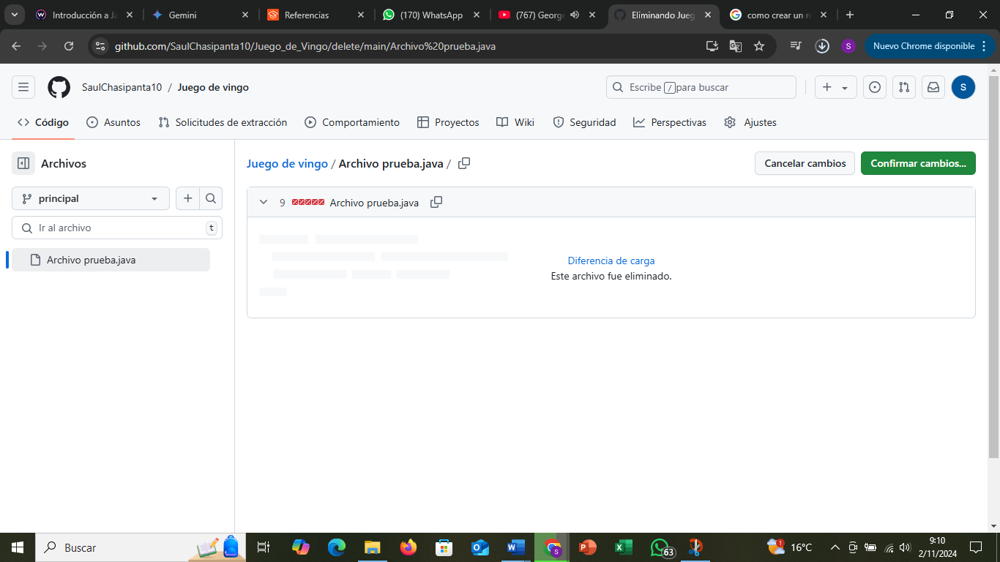 Introducción a Ja
Gemini
Referencias
(170) WhatsApp
(767) George
Eliminando Jueg
como crear un re
github.com/SaulChasipanta10/Juego_de_Vingo/delete/main/Archivo%20prueba.java
S
Nuevo Chrome disponible
SaulChasipanta10 / Juego de vingo
Escribe / para buscar
S
Código
Asuntos
Solicitudes de extracción
Comportamiento
Proyectos
Wiki
Seguridad
Perspectivas
Ajustes
Archivos
Juego de vingo / Archivo prueba.java /
Cancelar cambios
Confirmar cambios...
principal
9 Archivo prueba.java
Ir al archivo
t
Archivo prueba.java
Diferencia de carga
Este archivo fue eliminado.
Buscar
63
1
16°C
9:10
2/11/2024